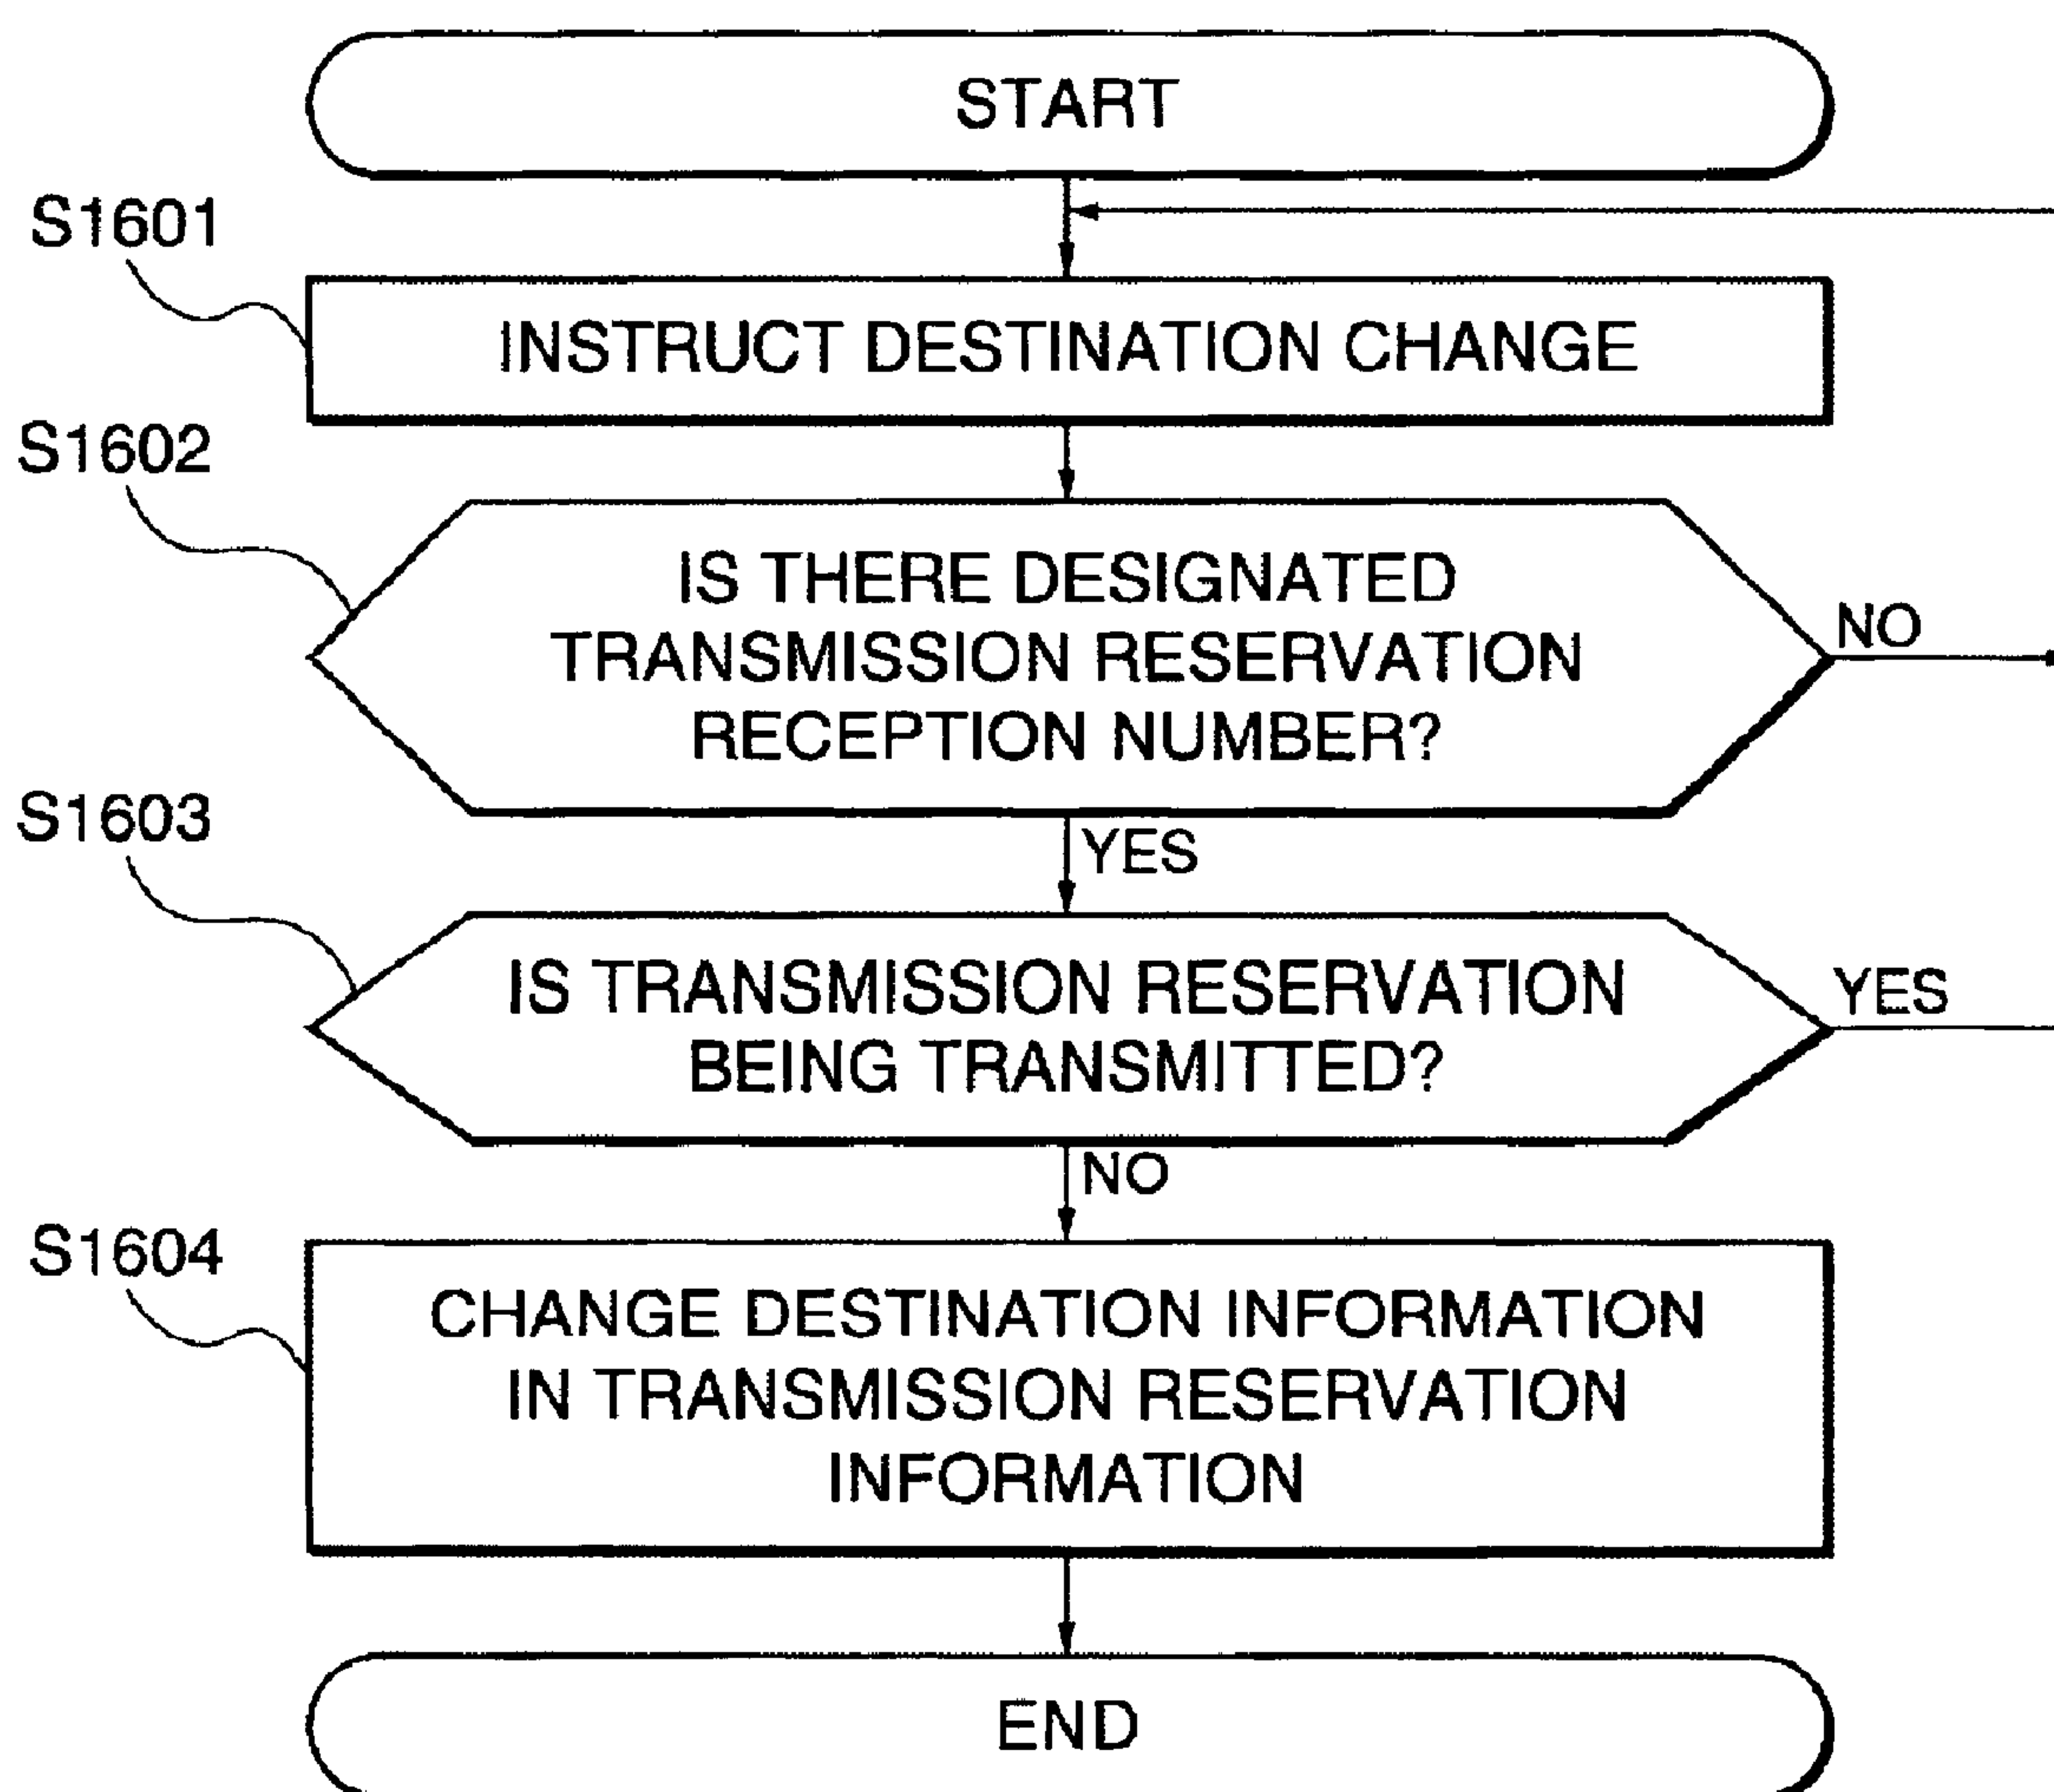 START
S1601
INSTRUCT DESTINATION CHANGE
S1602
IS THERE DESIGNATED
TRANSMISSION RESERVATION
RECEPTION NUMBER?
NO
YES
S1603
IS TRANSMISSION RESERVATION
BEING TRANSMITTED?
YES
NO
S1604
CHANGE DESTINATION INFORMATION
IN TRANSMISSION RESERVATION
INFORMATION
END